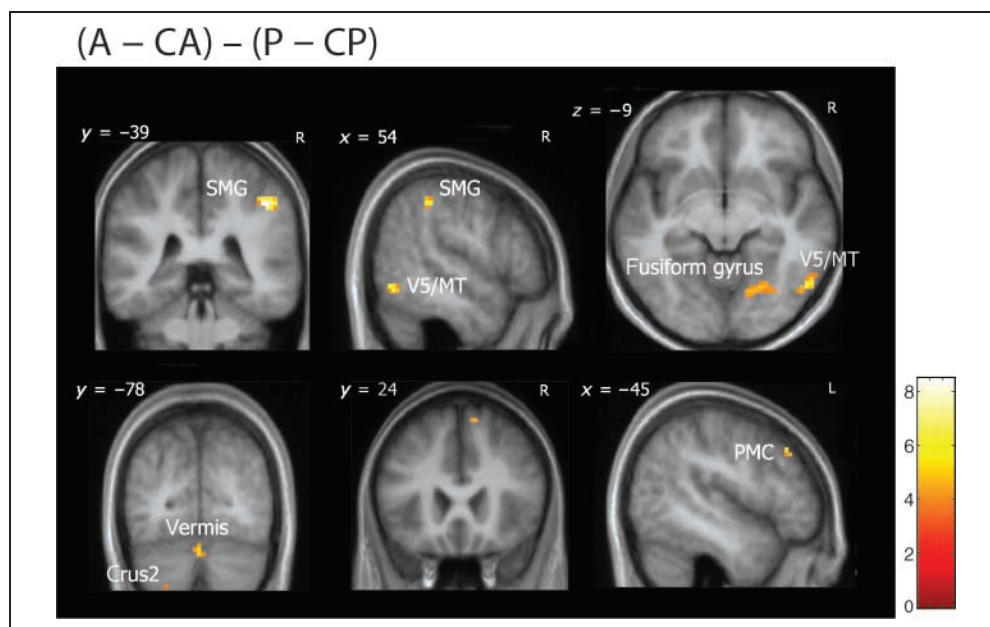 (A – CA) – (P – CP)
y = –39
R
SMG
x = 54
R
SMG
V5/MT
z = –9
R
Fusiform gyrus
V5/MT
y = –78
Vermis
Crus2
y = 24
R
x = –45
L
PMC
8
6
4
2
0